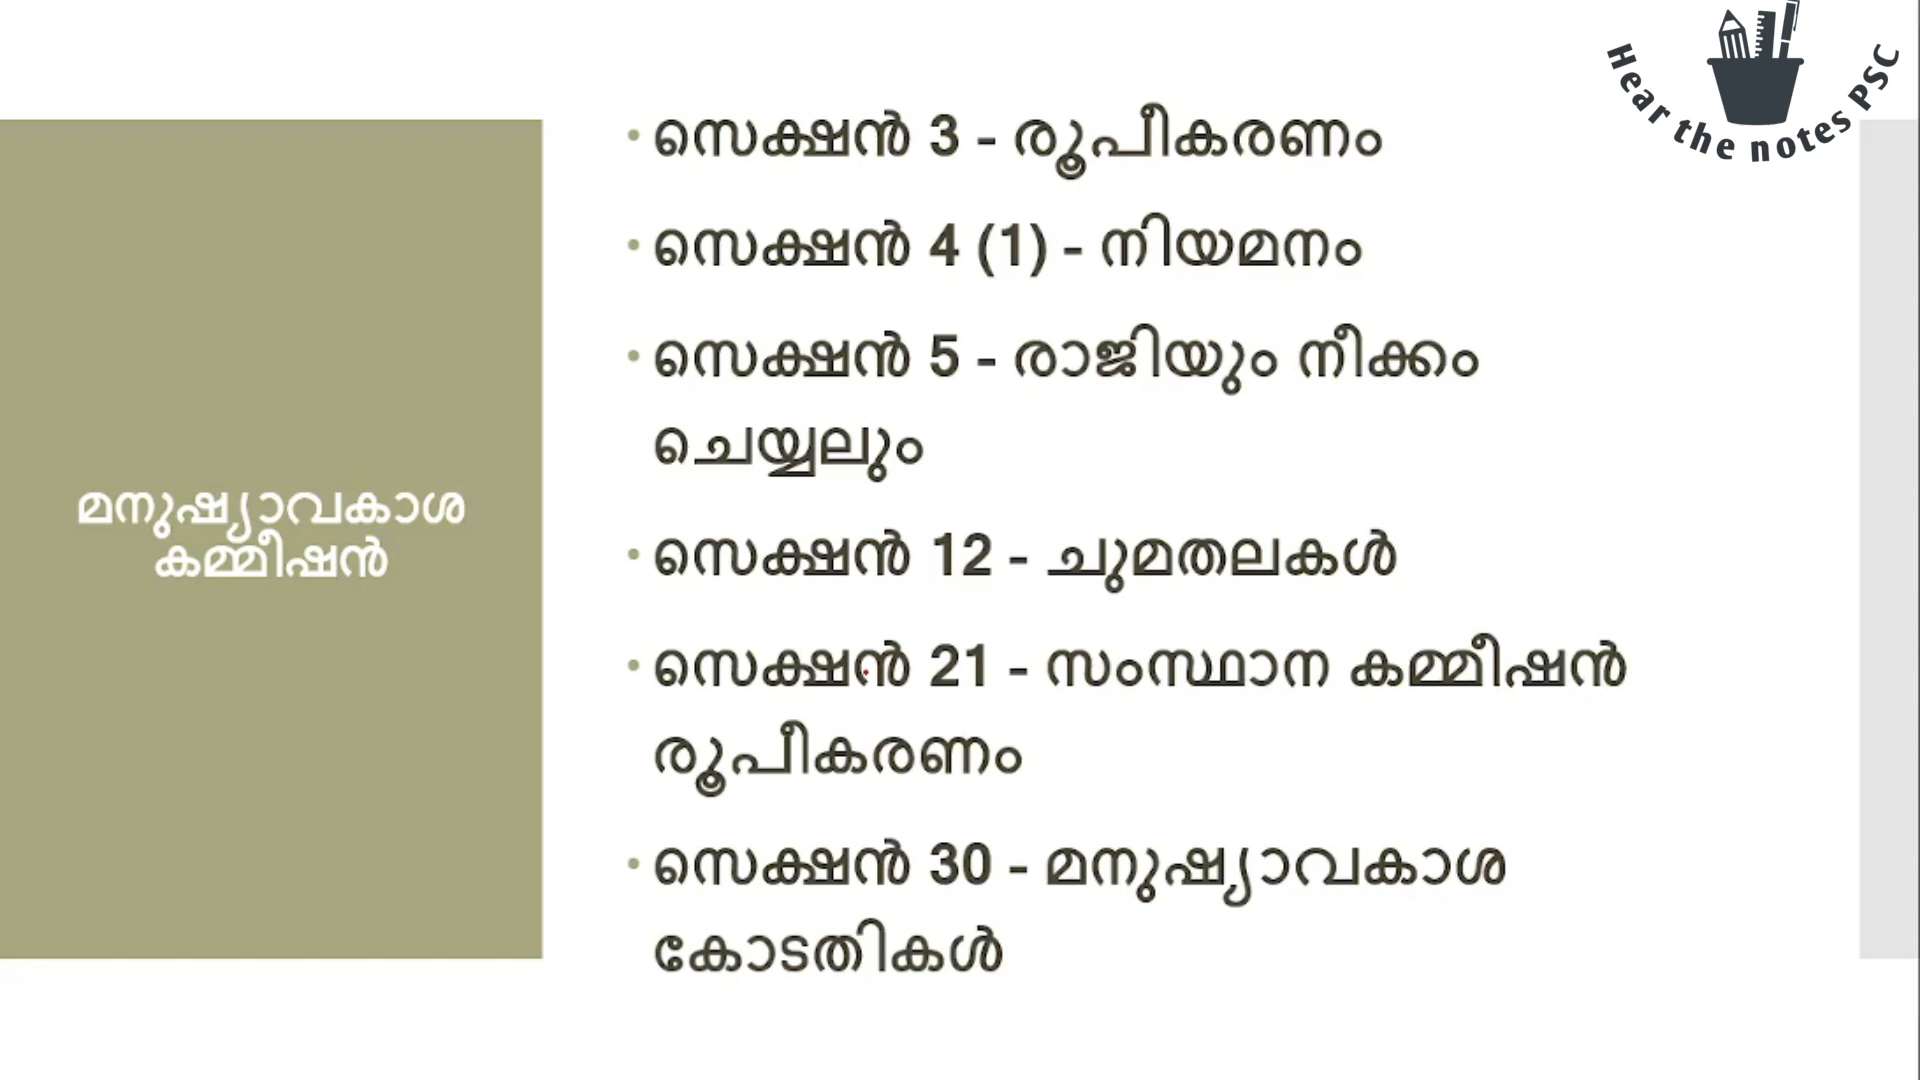 Hear the notes PSC
മനുഷ്യാവകാശ
കമ്മീഷൻ
• സെക്ഷൻ 3 - രൂപീകരണം
• സെക്ഷൻ 4 (1) - നിയമനം
• സെക്ഷൻ 5 - രാജിയും നീക്കം
ചെയ്യലും
• സെക്ഷൻ 12 - ചുമതലകൾ
• സെക്ഷൻ 21 - സംസ്ഥാന കമ്മീഷൻ
രൂപീകരണം
• സെക്ഷൻ 30 - മനുഷ്യാവകാശ
കോടതികൾ